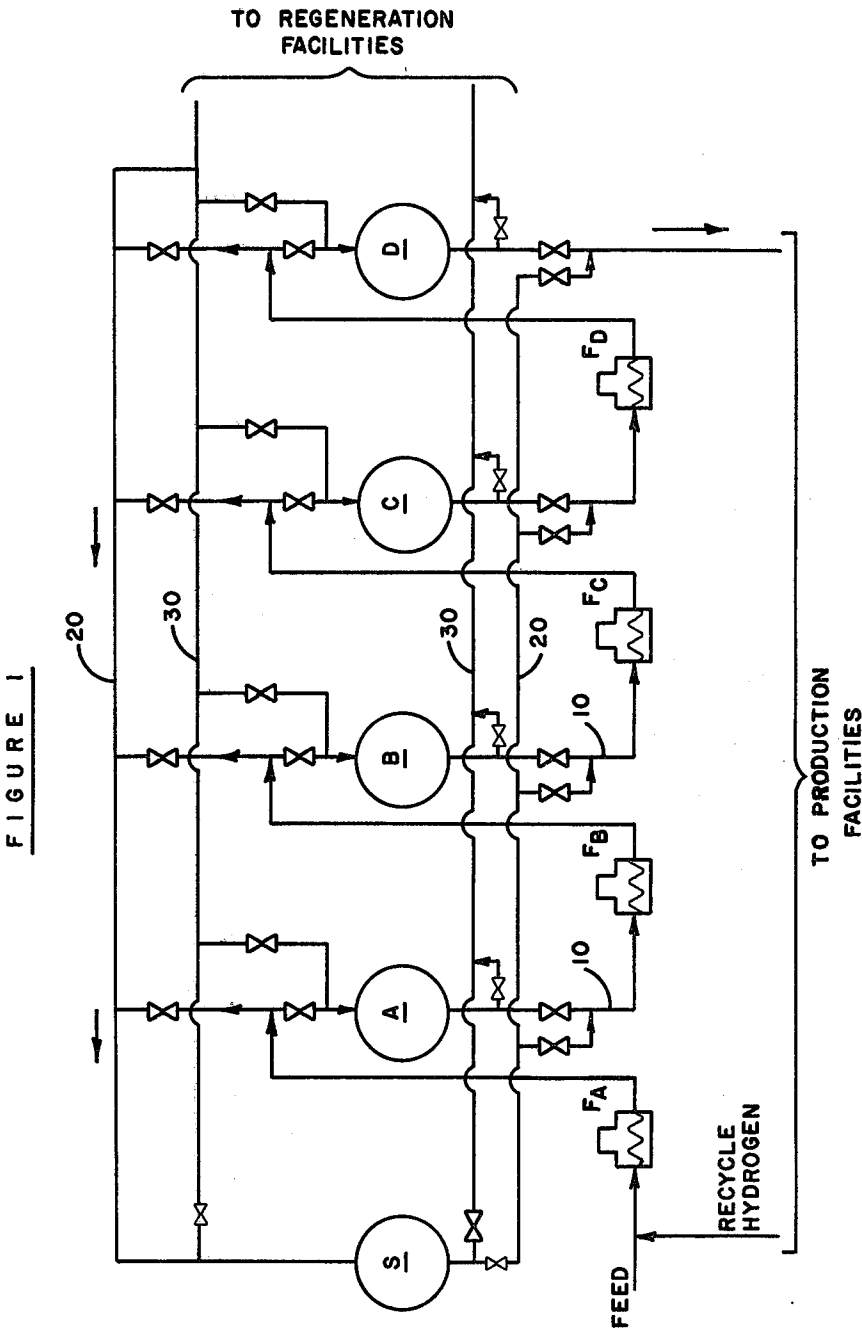 FIGURE 1
TO REGENERATION
FACILITIES
20
30
S
A
B
C
D
30
20
10
10
FA
FB
FC
FD
FEED
RECYCLE
HYDROGEN
TO PRODUCTION
FACILITIES